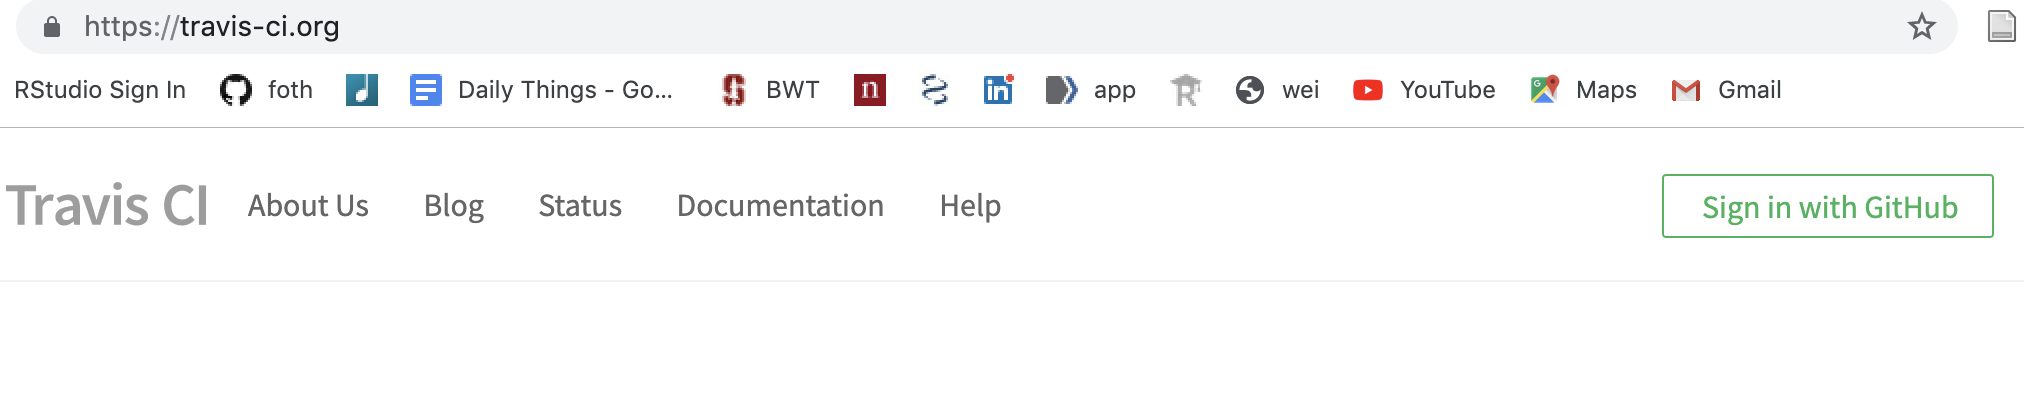 https://travis-ci.org
RStudio Sign In foth Daily Things - Go... BWT n in app R wei YouTube Maps Gmail
Travis CI About Us Blog Status Documentation Help Sign in with GitHub